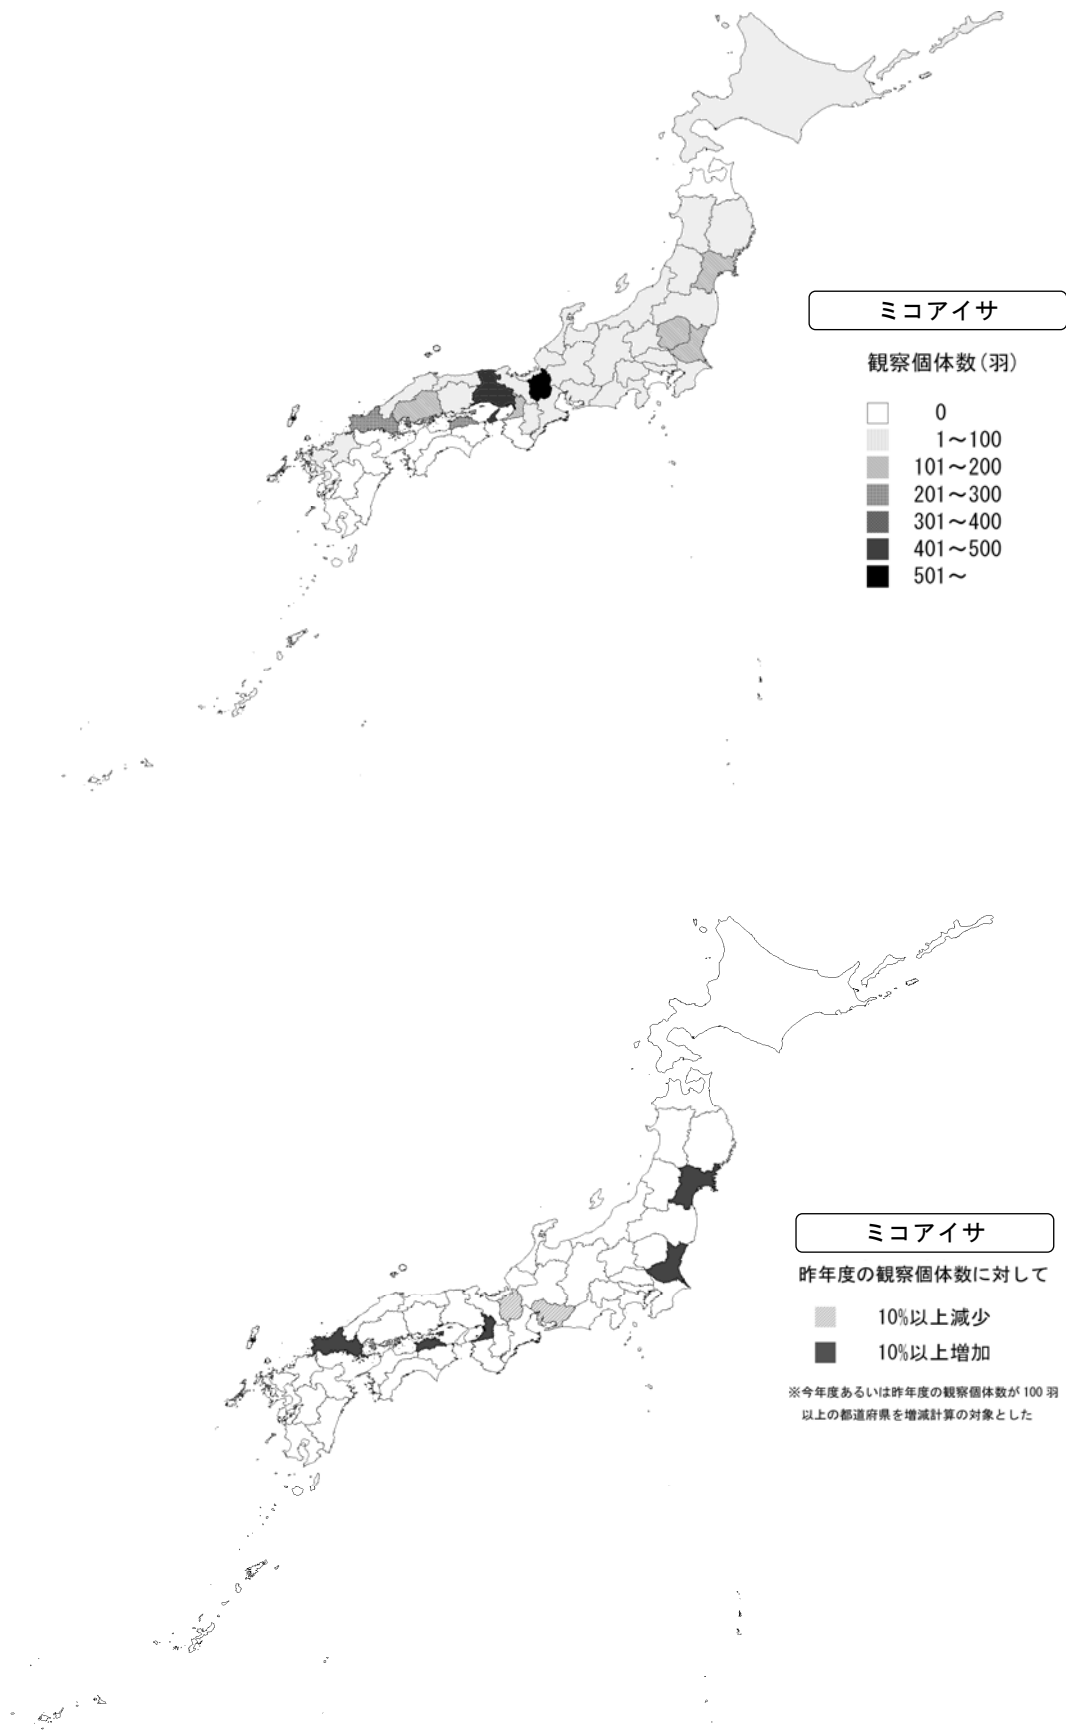 ミコアイサ
観察個体数(羽)
0
1～100
101～200
201～300
301～400
401～500
501～
ミコアイサ
昨年度の観察個体数に対して
10%以上減少
10%以上増加
※今年度あるいは昨年度の観察個体数が100羽
以上の都道府県を増減計算の対象とした